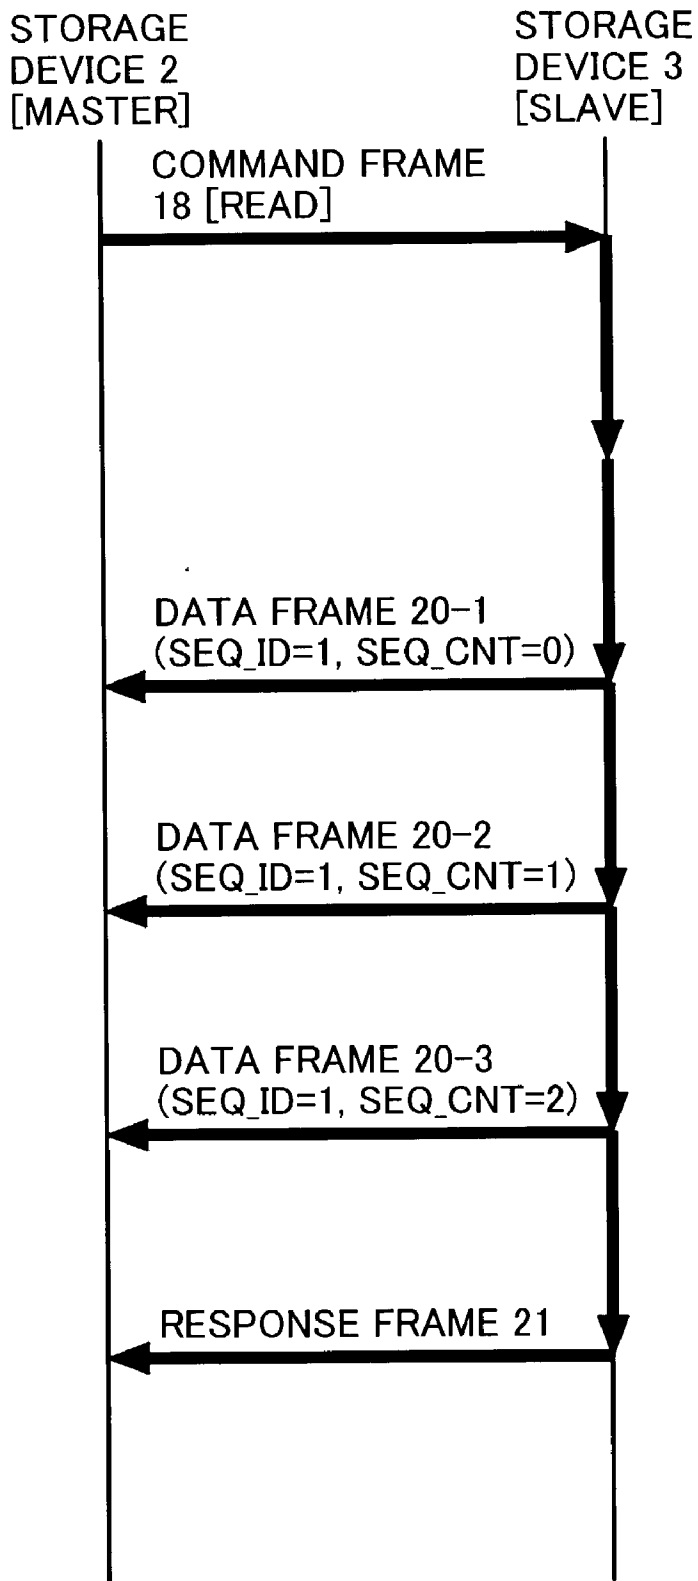 STORAGE
DEVICE 2
[MASTER]
STORAGE
DEVICE 3
[SLAVE]
COMMAND FRAME
18 [READ]
DATA FRAME 20-1
(SEQ_ID=1, SEQ_CNT=0)
DATA FRAME 20-2
(SEQ_ID=1, SEQ_CNT=1)
DATA FRAME 20-3
(SEQ_ID=1, SEQ_CNT=2)
RESPONSE FRAME 21